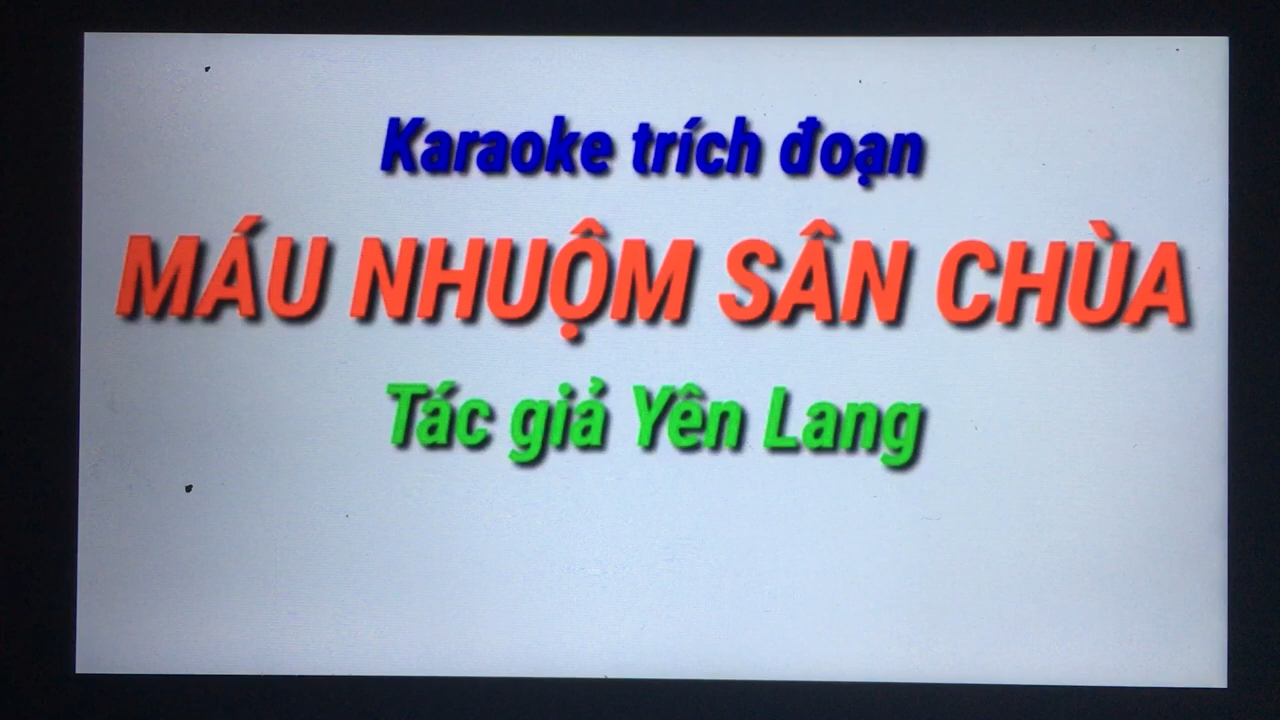 Karaoke trích đoạn
MÁU NHUỘM SÂN CHÙA
Tác giả Yên Lang